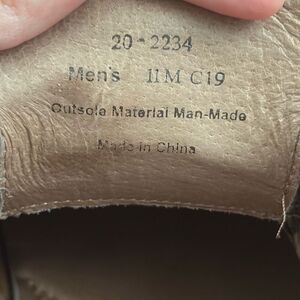 20-2234
Men's 11M C19
Outsole Material Man-Made
Made in China